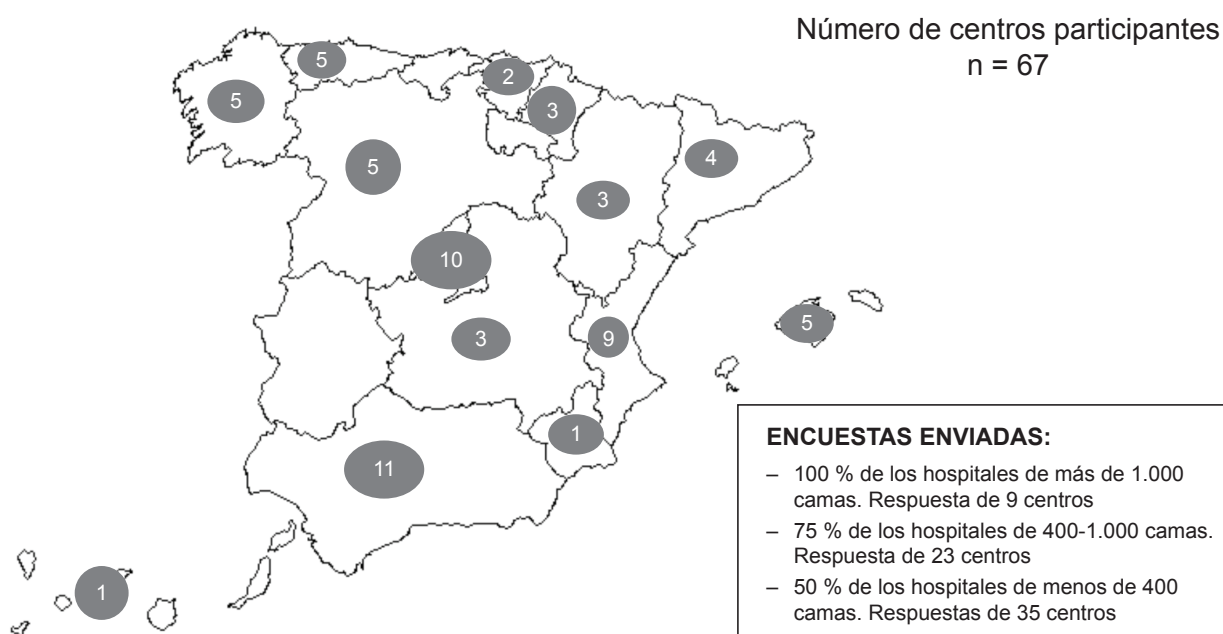 Número de centros participantes
n = 67
5
2
5
3
4
5
3
10
5
3
9
1
11
1
ENCUESTAS ENVIADAS:
– 100 % de los hospitales de más de 1.000
camas. Respuesta de 9 centros
– 75 % de los hospitales de 400-1.000 camas.
Respuesta de 23 centros
– 50 % de los hospitales de menos de 400
camas. Respuestas de 35 centros